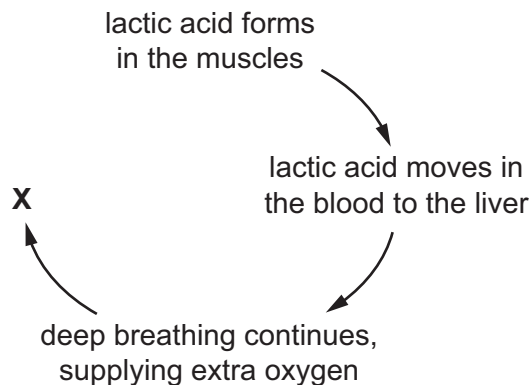 lactic acid forms
in the muscles
lactic acid moves in
the blood to the liver
deep breathing continues,
supplying extra oxygen
X